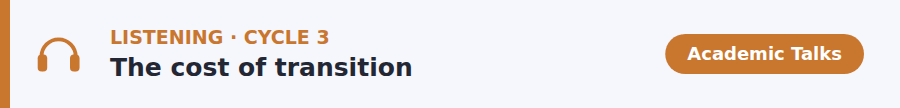 LISTENING · CYCLE 3
The cost of transition
Academic Talks